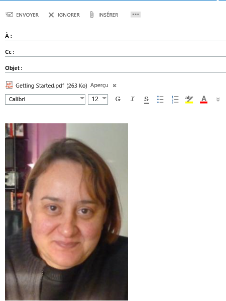 ENVOYER IGNORER INSÉRER ...
À :
Cc :
Objet :
Getting Started.pdf (263 Ko) Aperçu ×
Calibri 12 G I S A